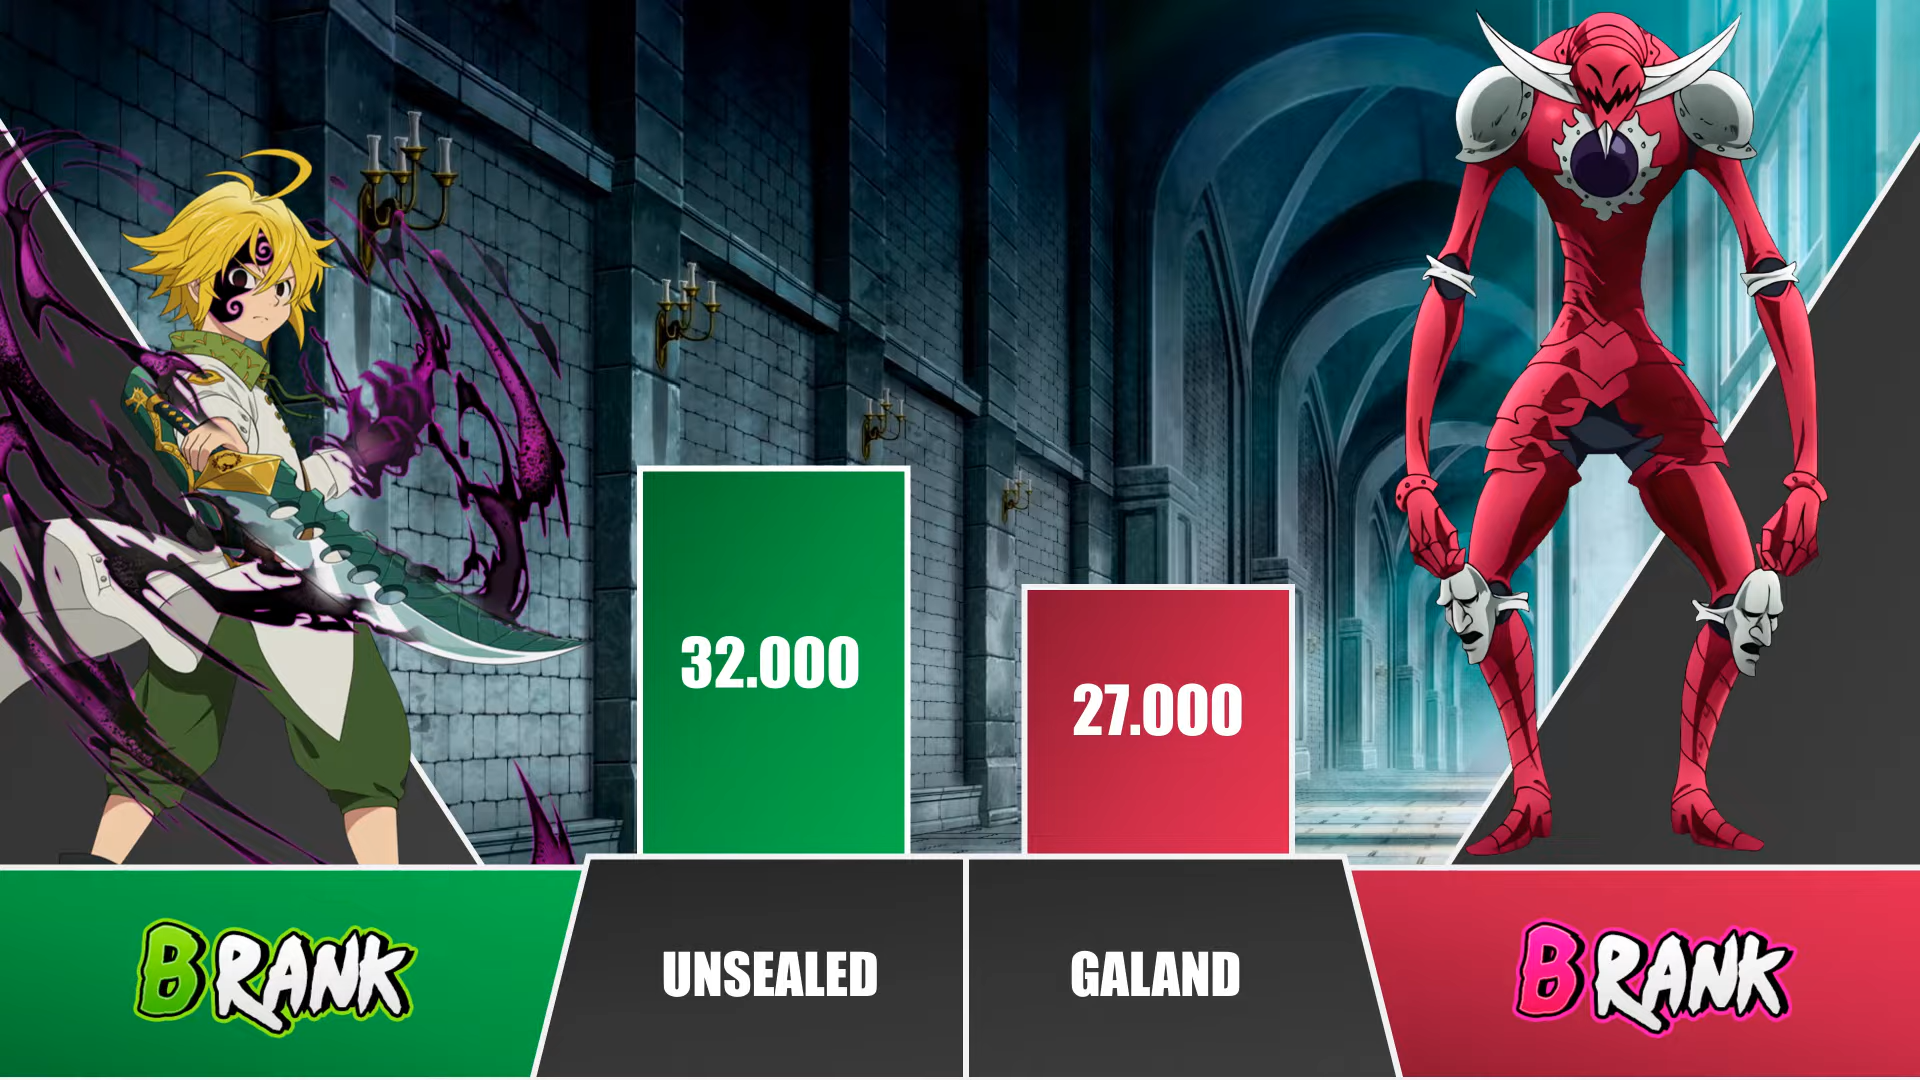 32.000
27.000
B RANK
UNSEALED
GALAND
B RANK